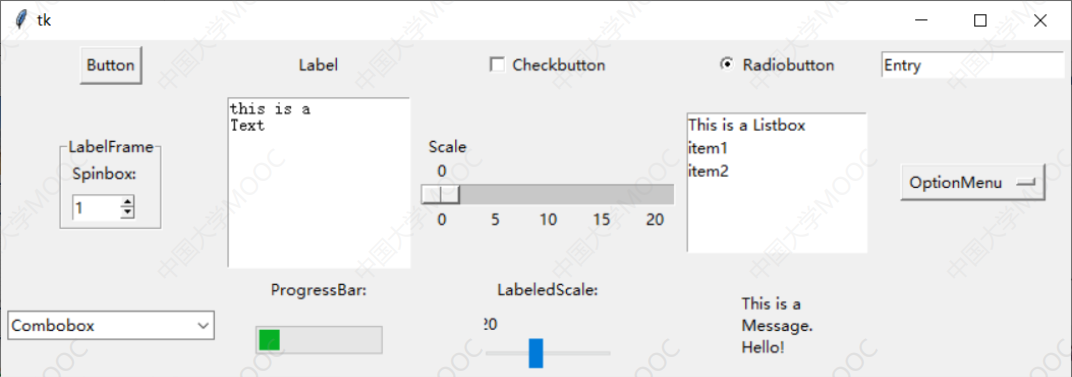 tk
Button
Label
Checkbutton
Radiobutton
Entry
this is a
Text
LabelFrame
Spinbox:
1
Scale
0
0 5 10 15 20
This is a Listbox
item1
item2
OptionMenu
Combobox
ProgressBar:
LabeledScale:
20
This is a
Message.
Hello!
中国大学MOOC